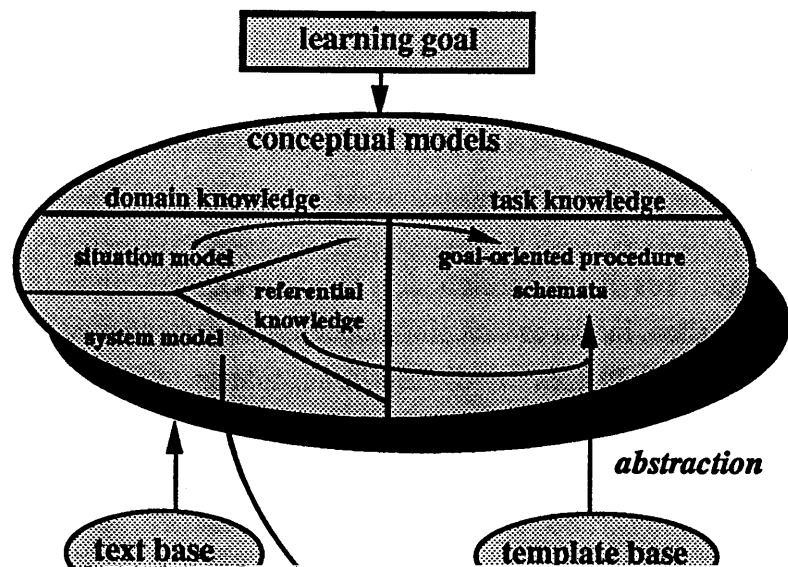 learning goal
conceptual models
domain knowledge
task knowledge
situation model
goal-oriented procedure
schemata
referential
knowledge
system model
abstraction
text base
template base